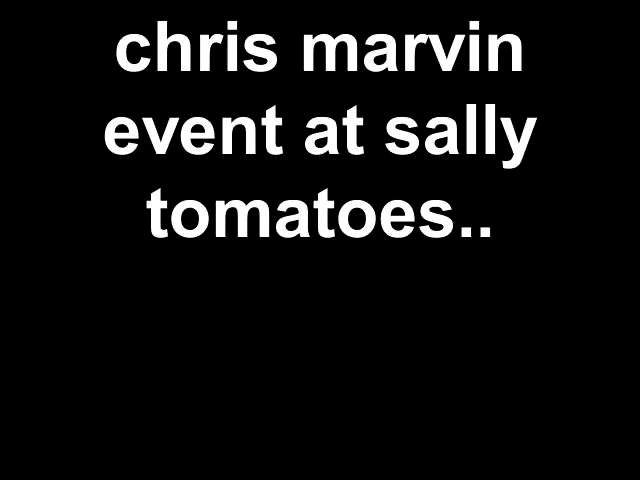 chris marvin
event at sally
tomatoes..